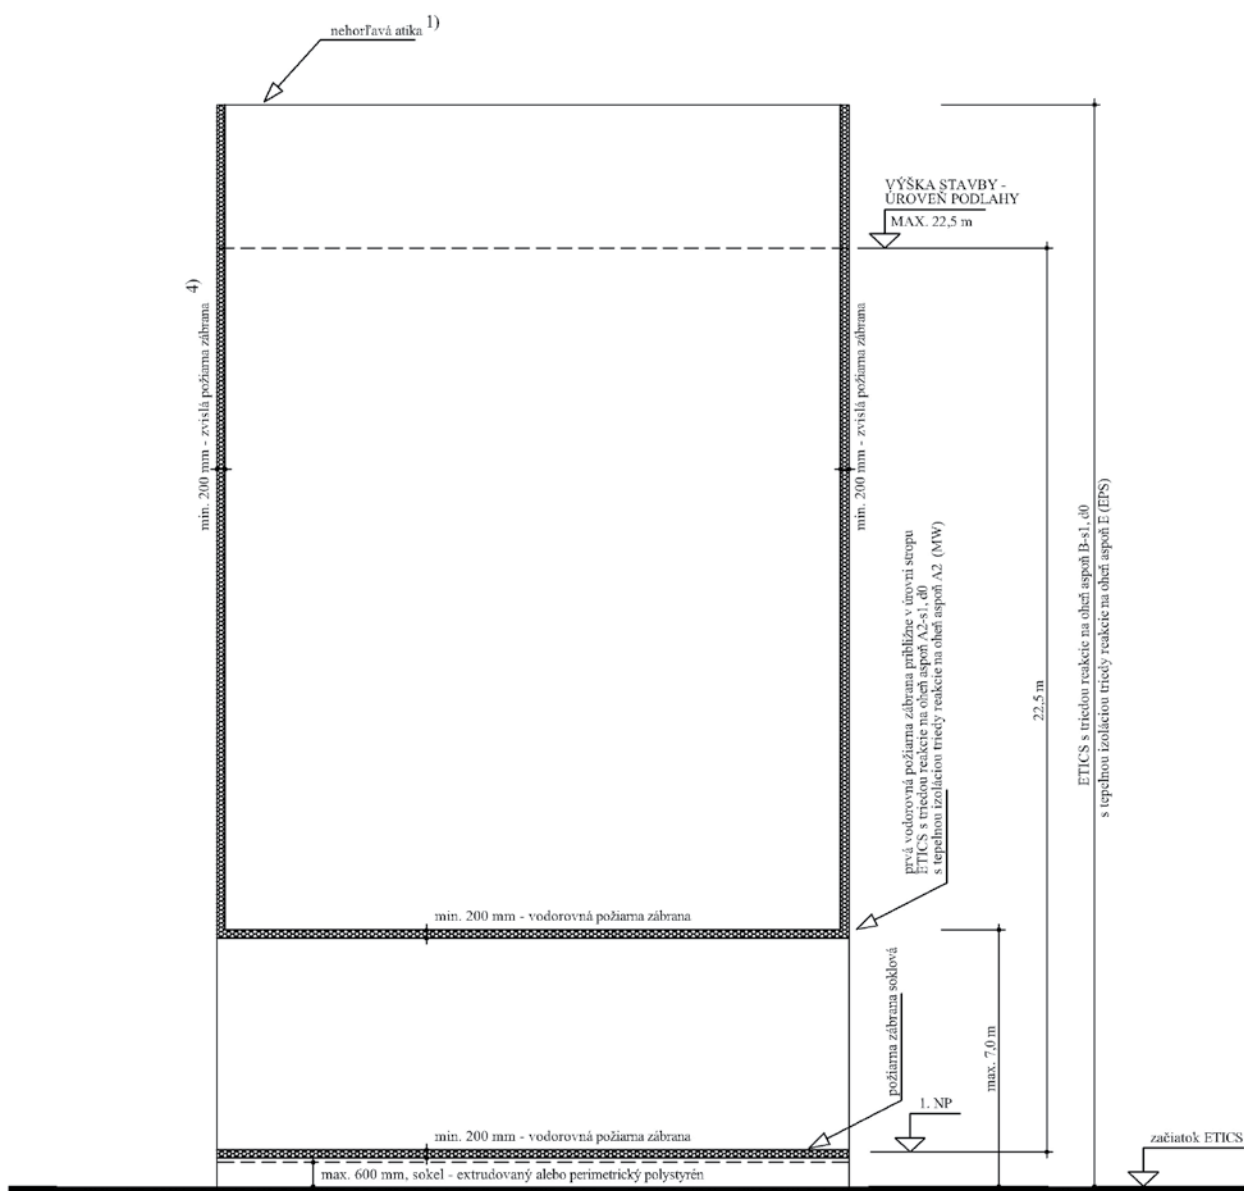 nehorľavá atika 1)
VÝŠKA STAVBY -
ÚROVEŇ PODLAHY
MAX. 22,5 m
4)
min. 200 mm - zvislá požiarna zábrana
min. 200 mm - zvislá požiarna zábrana
prvá vodorovná požiarna zábrana približne v úrovni stropu
ETICS s triedou reakcie na oheň aspoň A2-s1, d0
s tepelnou izoláciou triedy reakcie na oheň aspoň A2 (MW)
22,5 m
ETICS s triedou reakcie na oheň aspoň B-s1, d0
s tepelnou izoláciou triedy reakcie na oheň aspoň E (EPS)
min. 200 mm - vodorovná požiarna zábrana
požiarna zábrana soklová
max. 7,0 m
1. NP
min. 200 mm - vodorovná požiarna zábrana
začiatok ETICS
max. 600 mm, sokel - extrudovaný alebo perimetrický polystyrén